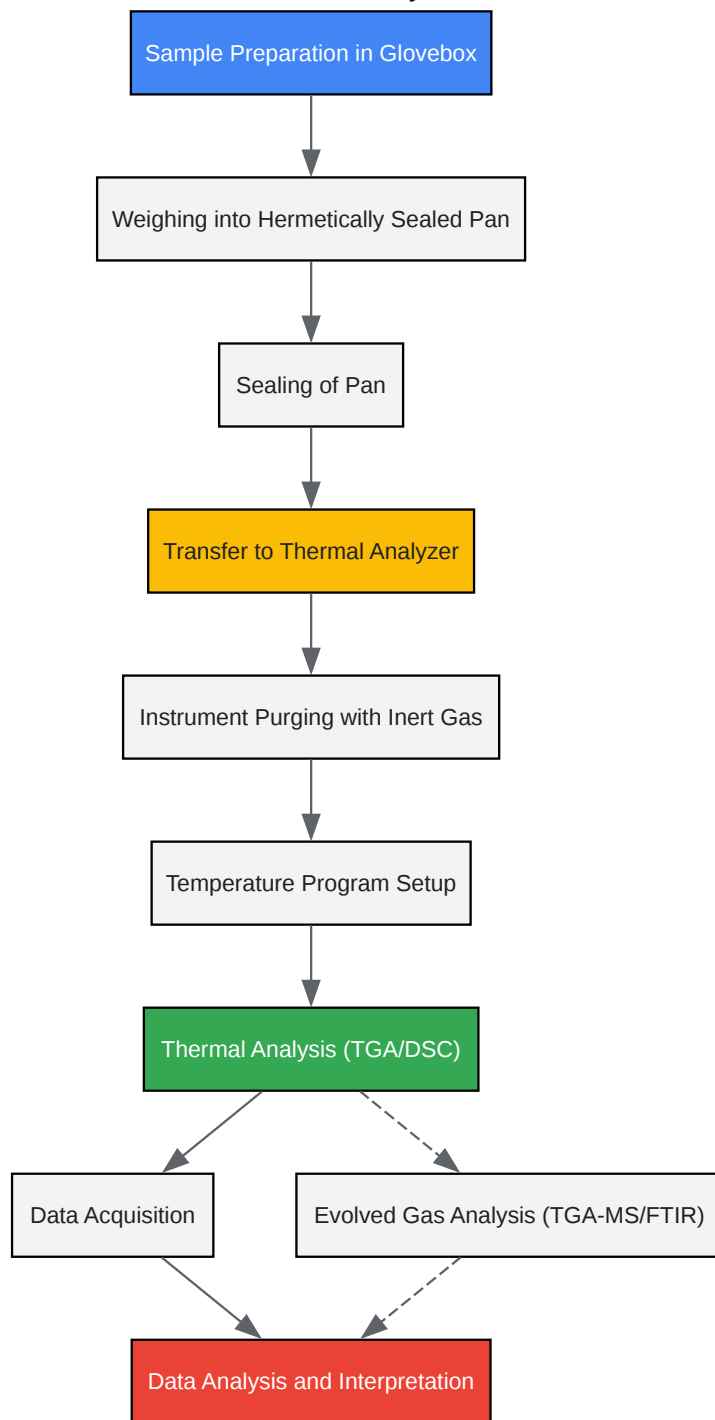 Sample Preparation in Glovebox
Weighing into Hermetically Sealed Pan
Sealing of Pan
Transfer to Thermal Analyzer
Instrument Purging with Inert Gas
Temperature Program Setup
Thermal Analysis (TGA/DSC)
Data Acquisition
Evolved Gas Analysis (TGA-MS/FTIR)
Data Analysis and Interpretation